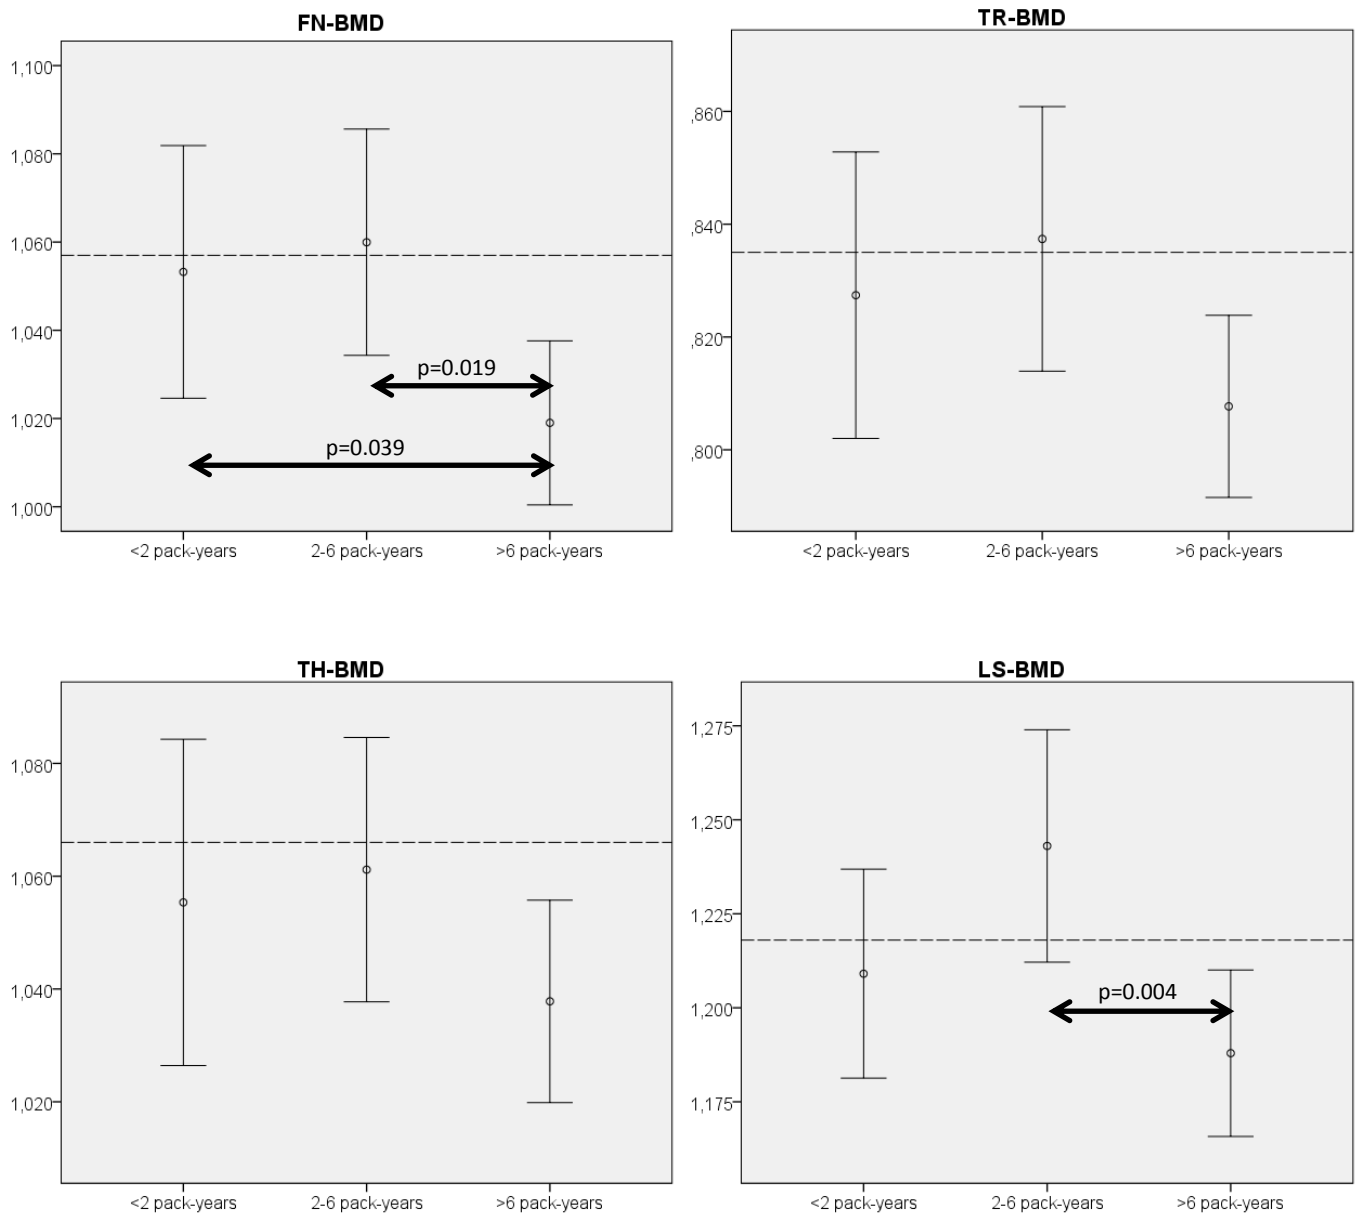 FN-BMD
1,100
1,080
1,060
1,040
1,020
1,000
p=0.019
p=0.039
<2 pack-years 2-6 pack-years >6 pack-years
TR-BMD
,860
,840
,820
,800
<2 pack-years 2-6 pack-years >6 pack-years
TH-BMD
1,080
1,060
1,040
1,020
<2 pack-years 2-6 pack-years >6 pack-years
LS-BMD
1,275
1,250
1,225
1,200
1,175
p=0.004
<2 pack-years 2-6 pack-years >6 pack-years